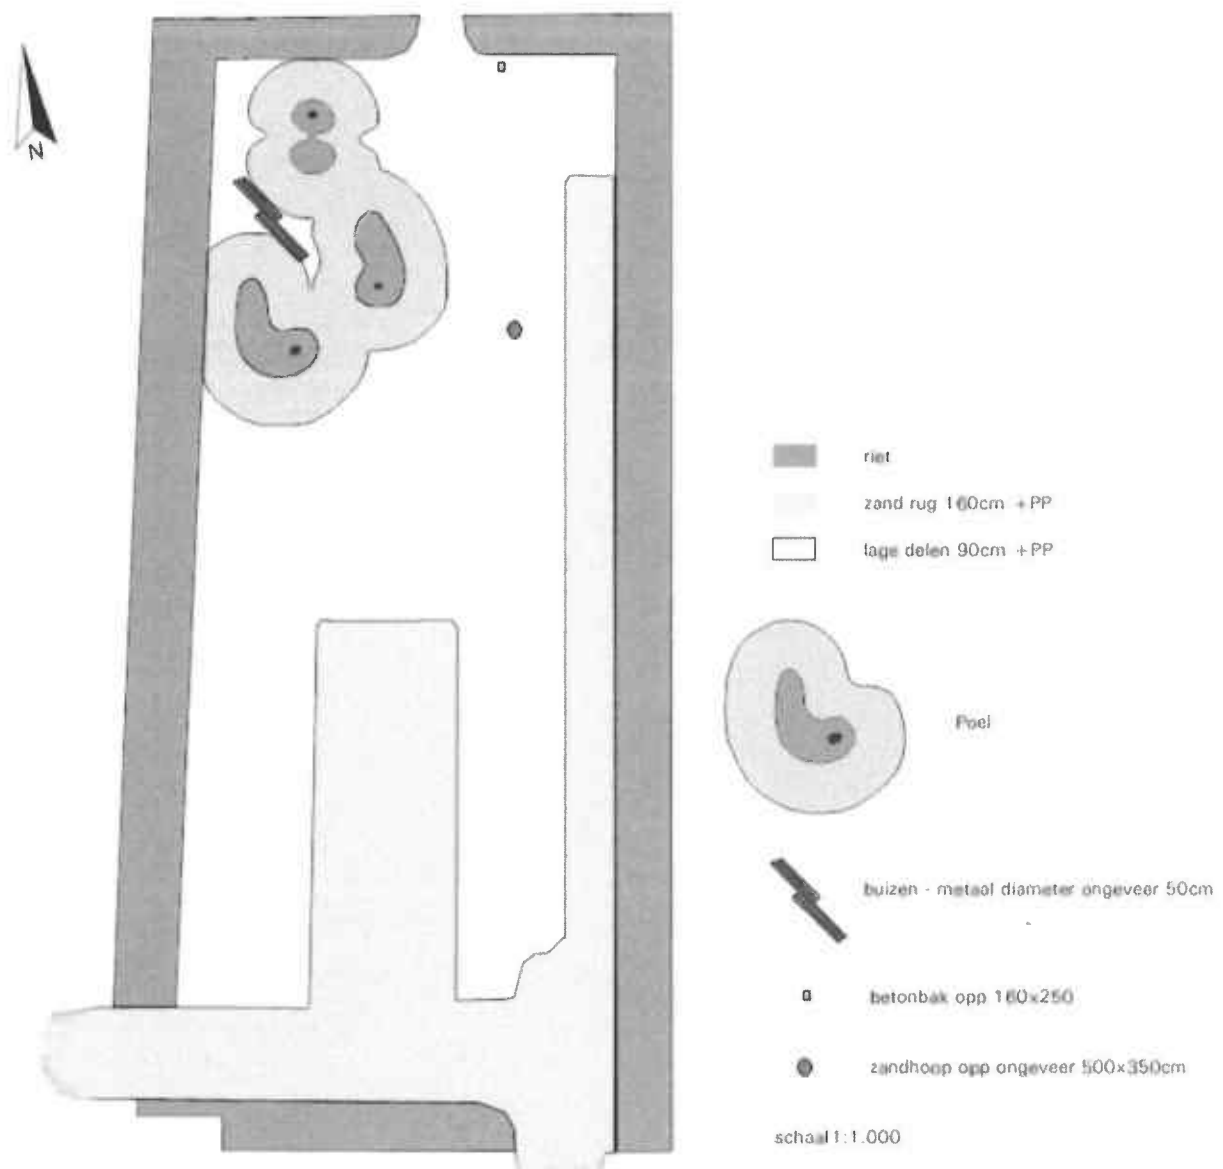 N
riet
zand rug 160cm +PP
lage delen 90cm +PP
Poel
buizen - metaal diameter ongeveer 50cm
betonbak opp 160x250
zandhoop opp ongeveer 500x350cm
schaal 1:1.000